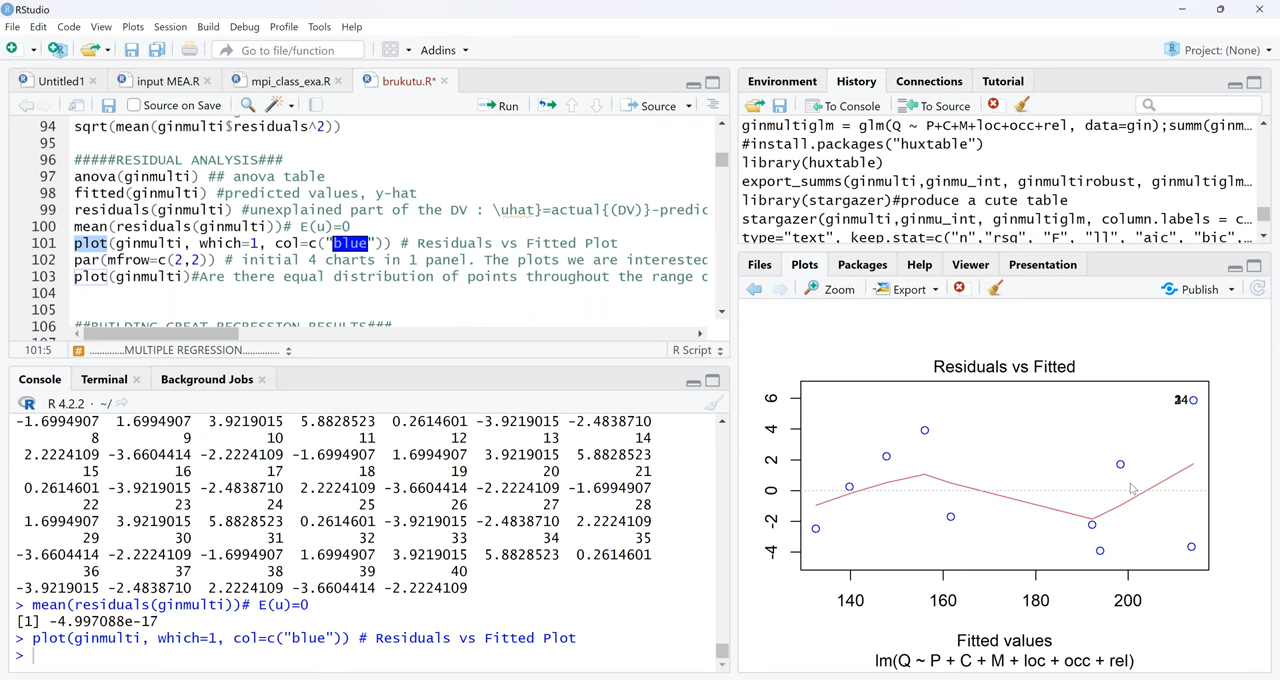 RStudio
File Edit Code View Plots Session Build Debug Profile Tools Help
Go to file/function Addins Project: (None)
Untitled1 input MEA.R mpi_class_exa.R brukutu.R*
Source on Save Run Source
94 sqrt(mean(ginmulti$residuals^2))
95
96 #####RESIDUAL ANALYSIS###
97 anova(ginmulti) ## anova table
98 fitted(ginmulti) #predicted values, y-hat
99 residuals(ginmulti) #unexplained part of the DV : \uhat}=actual{(DV)}-predic
100 mean(residuals(ginmulti))# E(u)=0
101 plot(ginmulti, which=1, col=c("blue")) # Residuals vs Fitted Plot
102 par(mfrow=c(2,2)) # initial 4 charts in 1 panel. The plots we are interested
103 plot(ginmulti)#Are there equal distribution of points throughout the range o
104
105
106 ##BUILDING GREAT REGRESSION RESULTS###
101:5 ..............MULTIPLE REGRESSION............... R Script
Console Terminal Background Jobs
R 4.2.2 · ~/
-1.6994907 1.6994907 3.9219015 5.8828523 0.2614601 -3.9219015 -2.4838710
8 9 10 11 12 13 14
2.2224109 -3.6604414 -2.2224109 -1.6994907 1.6994907 3.9219015 5.8828523
15 16 17 18 19 20 21
0.2614601 -3.9219015 -2.4838710 2.2224109 -3.6604414 -2.2224109 -1.6994907
22 23 24 25 26 27 28
1.6994907 3.9219015 5.8828523 0.2614601 -3.9219015 -2.4838710 2.2224109
29 30 31 32 33 34 35
-3.6604414 -2.2224109 -1.6994907 1.6994907 3.9219015 5.8828523 0.2614601
36 37 38 39 40
-3.9219015 -2.4838710 2.2224109 -3.6604414 -2.2224109
> mean(residuals(ginmulti))# E(u)=0
[1] -4.997088e-17
> plot(ginmulti, which=1, col=c("blue")) # Residuals vs Fitted Plot
>
Environment History Connections Tutorial
To Console To Source
ginmultiglm = glm(Q ~ P+C+M+loc+occ+rel, data=gin);summ(ginm...
#install.packages("huxtable")
library(huxtable)
export_summs(ginmulti,ginmu_int, ginmultirobust, ginmultiglm...
library(stargazer)#produce a cute table
stargazer(ginmulti,ginmu_int, ginmultiglm, column.labels = c...
type="text", keep.stat=c("n","rsq", "F", "ll", "aic", "bic",...
Files Plots Packages Help Viewer Presentation
Zoom Export Publish
Residuals vs Fitted
6
4
2
0
-2
-4
140 160 180 200
Fitted values
lm(Q ~ P + C + M + loc + occ + rel)